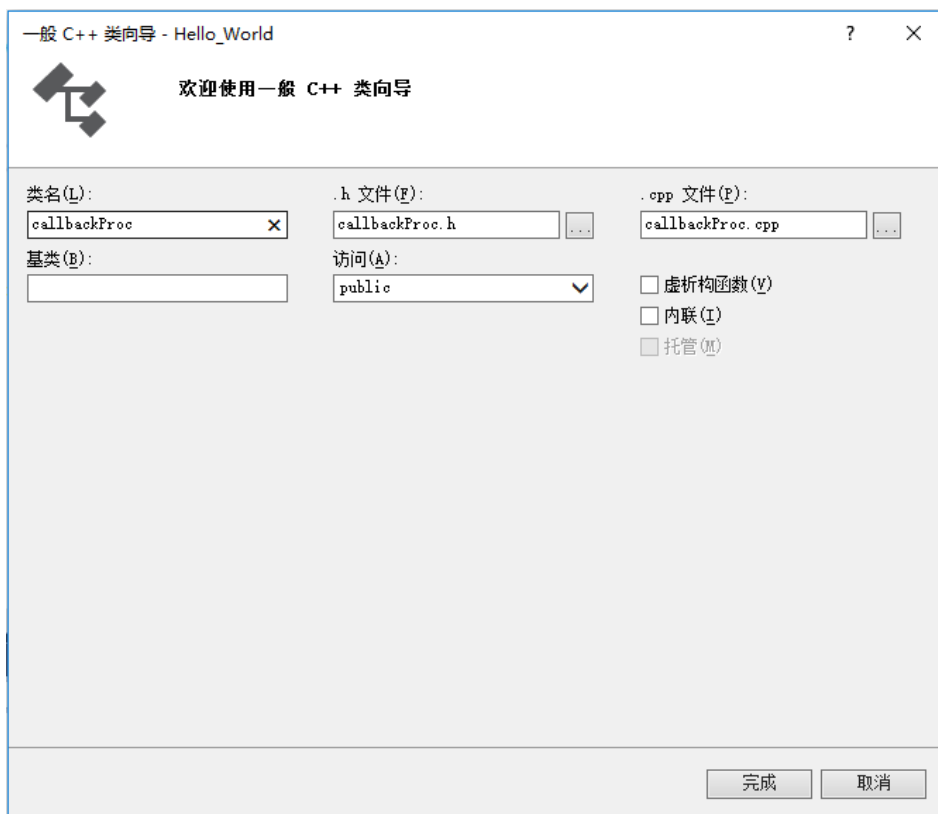 一般 C++ 类向导 - Hello_World
?
欢迎使用一般 C++ 类向导
类名(L): .h 文件(F): .cpp 文件(P):
callbackProc callbackProc.h ... callbackProc.cpp ...
基类(B): 访问(A):
public 虚析构函数(V)
内联(I)
托管(M)
完成 取消